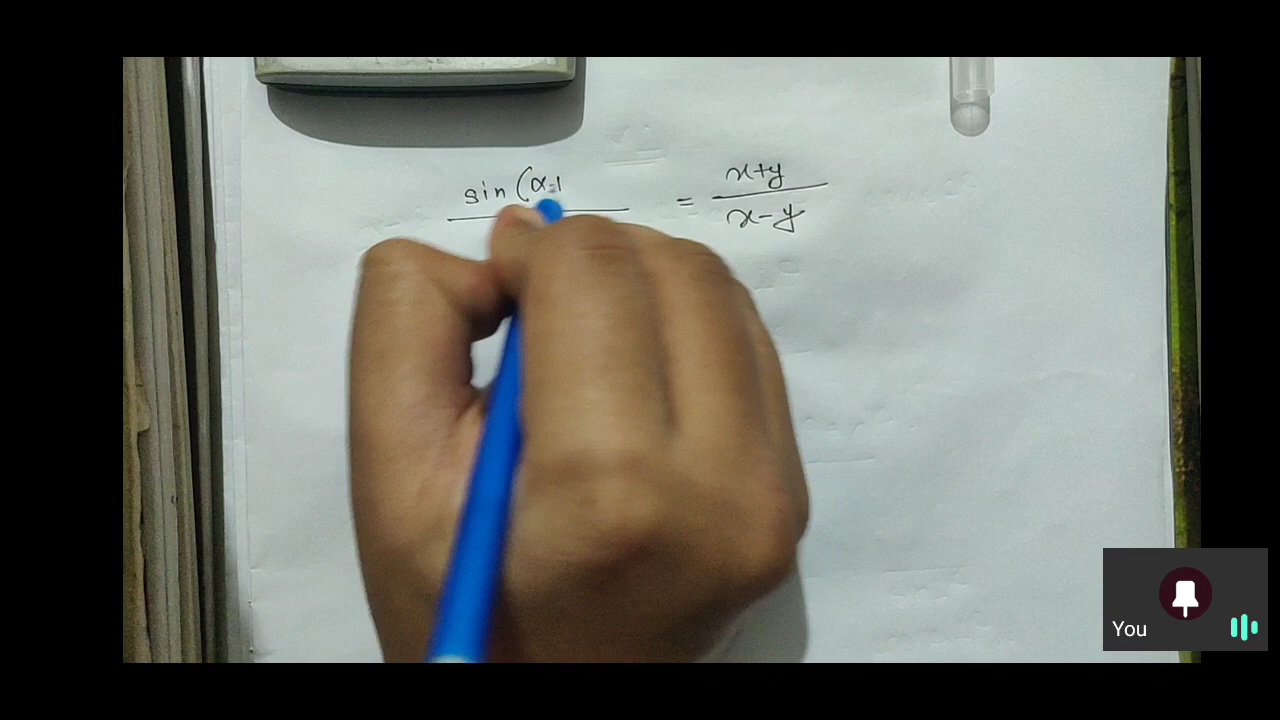 sin (α-
= x+y
x-y
You